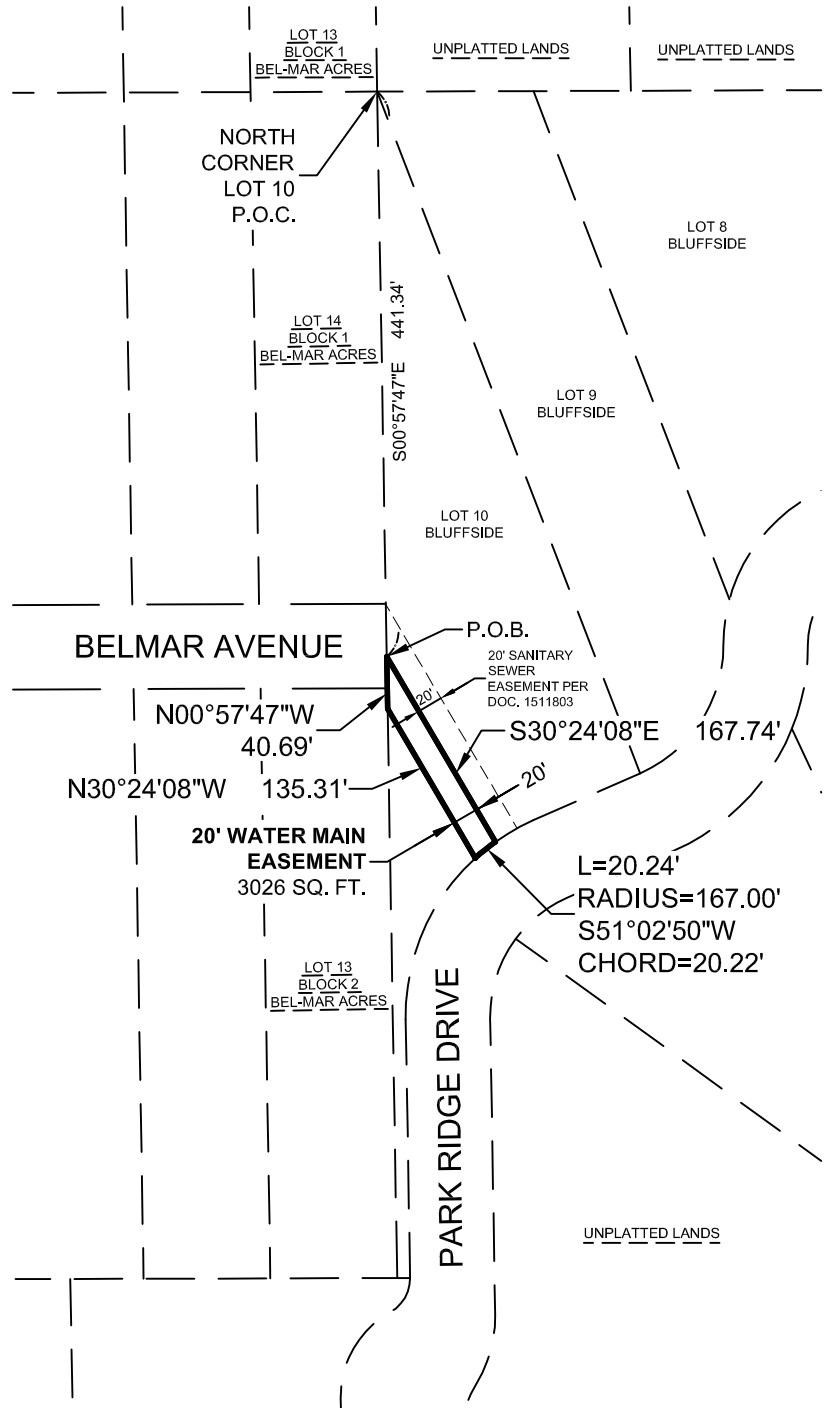 LOT 13
BLOCK 1
BEL-MAR ACRES
UNPLATTED LANDS
UNPLATTED LANDS
NORTH
CORNER
LOT 10
P.O.C.
LOT 8
BLUFFSIDE
S00°57'47"E 441.34'
LOT 14
BLOCK 1
BEL-MAR ACRES
LOT 9
BLUFFSIDE
LOT 10
BLUFFSIDE
BELMAR AVENUE
P.O.B.
20' SANITARY
SEWER
EASEMENT PER
DOC. 1511803
20'
N00°57'47"W
40.69'
S30°24'08"E 167.74'
N30°24'08"W 135.31'
20'
20' WATER MAIN
EASEMENT
3026 SQ. FT.
L=20.24'
RADIUS=167.00'
S51°02'50"W
CHORD=20.22'
LOT 13
BLOCK 2
BEL-MAR ACRES
PARK RIDGE DRIVE
UNPLATTED LANDS